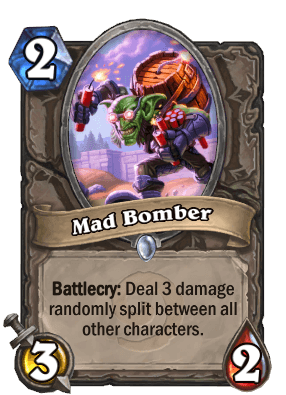 2
Mad Bomber
Battlecry: Deal 3 damage
randomly split between all
other characters.
3
2